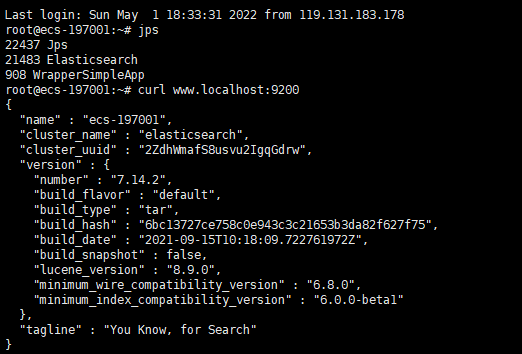 Last login: Sun May  1 18:33:31 2022 from 119.131.183.178
root@ecs-197001:~# jps
22437 Jps
21483 Elasticsearch
908 WrapperSimpleApp
root@ecs-197001:~# curl www.localhost:9200
{
  "name" : "ecs-197001",
  "cluster_name" : "elasticsearch",
  "cluster_uuid" : "2ZdhWmafS8usvu2IgqGdrw",
  "version" : {
    "number" : "7.14.2",
    "build_flavor" : "default",
    "build_type" : "tar",
    "build_hash" : "6bc13727ce758c0e943c3c21653b3da82f627f75",
    "build_date" : "2021-09-15T10:18:09.722761972Z",
    "build_snapshot" : false,
    "lucene_version" : "8.9.0",
    "minimum_wire_compatibility_version" : "6.8.0",
    "minimum_index_compatibility_version" : "6.0.0-beta1"
  },
  "tagline" : "You Know, for Search"
}